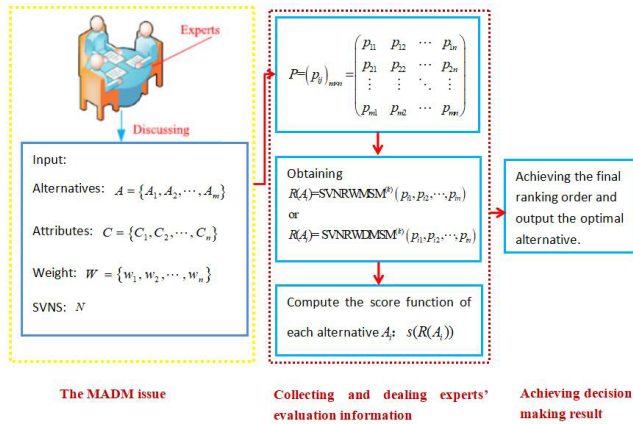 Experts
Discussing
Input:
Alternatives: A = {A₁, A₂, ⋯, Aₘ}
Attributes: C = {C₁, C₂, ⋯, Cₙ}
Weight: W = {w₁, w₂, ⋯, wₙ}
SVNS: N
The MADM issue
P=(pᵢⱼ)ₘ×ₙ=
p₁₁ p₁₂ ⋯ p₁ₙ
p₂₁ p₂₂ ⋯ p₂ₙ
⋮ ⋮ ⋱ ⋮
pₘ₁ pₘ₂ ⋯ pₘₙ
Obtaining
R(Aᵢ)=SVNRWMSM⁽ᵏ⁾(pᵢ₁,pᵢ₂,⋯,pᵢₙ)
or
R(Aᵢ)= SVNRWDMSM⁽ᵏ⁾(pᵢ₁,pᵢ₂,⋯,pᵢₙ)
Compute the score function of
each alternative Aᵢ: s(R(Aᵢ))
Collecting and dealing experts'
evaluation information
Achieving the final
ranking order and
output the optimal
alternative.
Achieving decision
making result